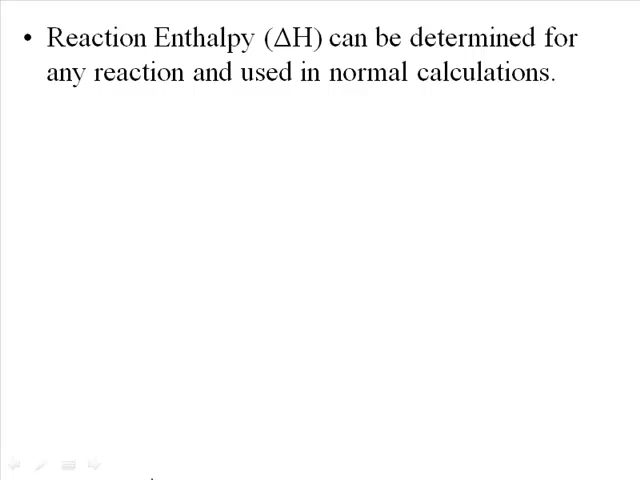 • Reaction Enthalpy (ΔH) can be determined for
any reaction and used in normal calculations.